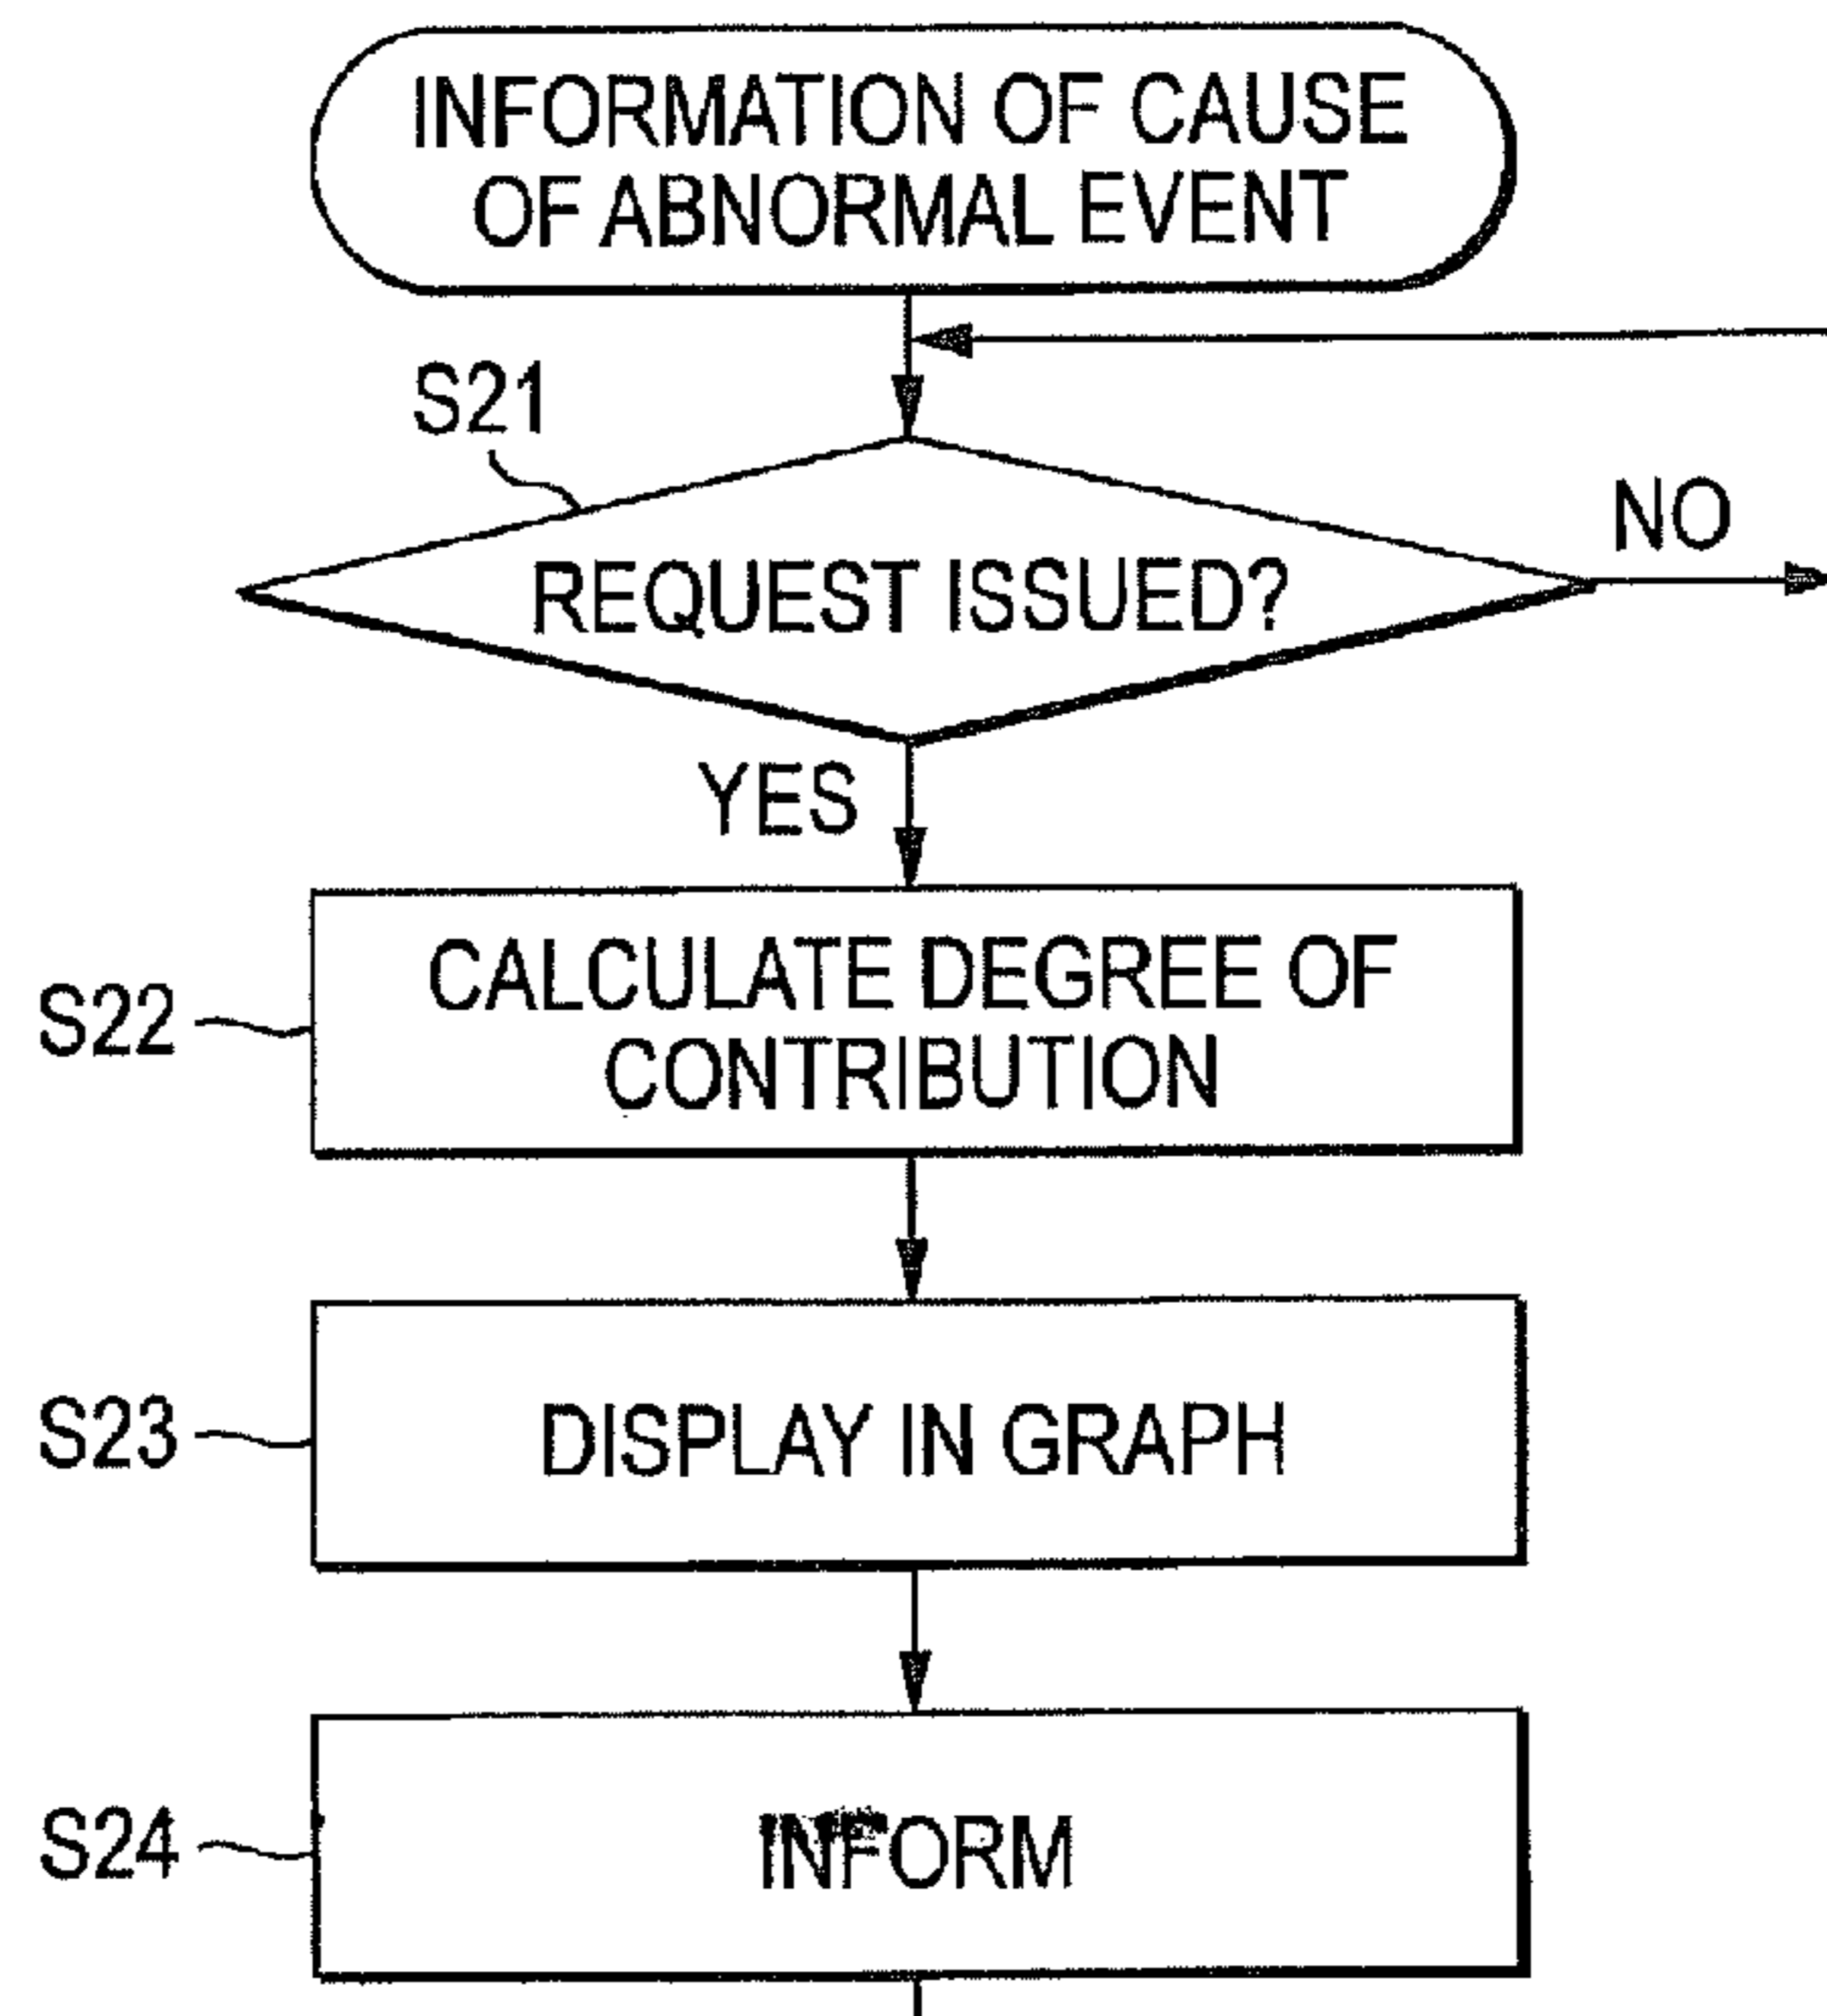 INFORMATION OF CAUSE
OF ABNORMAL EVENT
S21
NO
REQUEST ISSUED?
YES
CALCULATE DEGREE OF
CONTRIBUTION
S22
DISPLAY IN GRAPH
S23
INFORM
S24